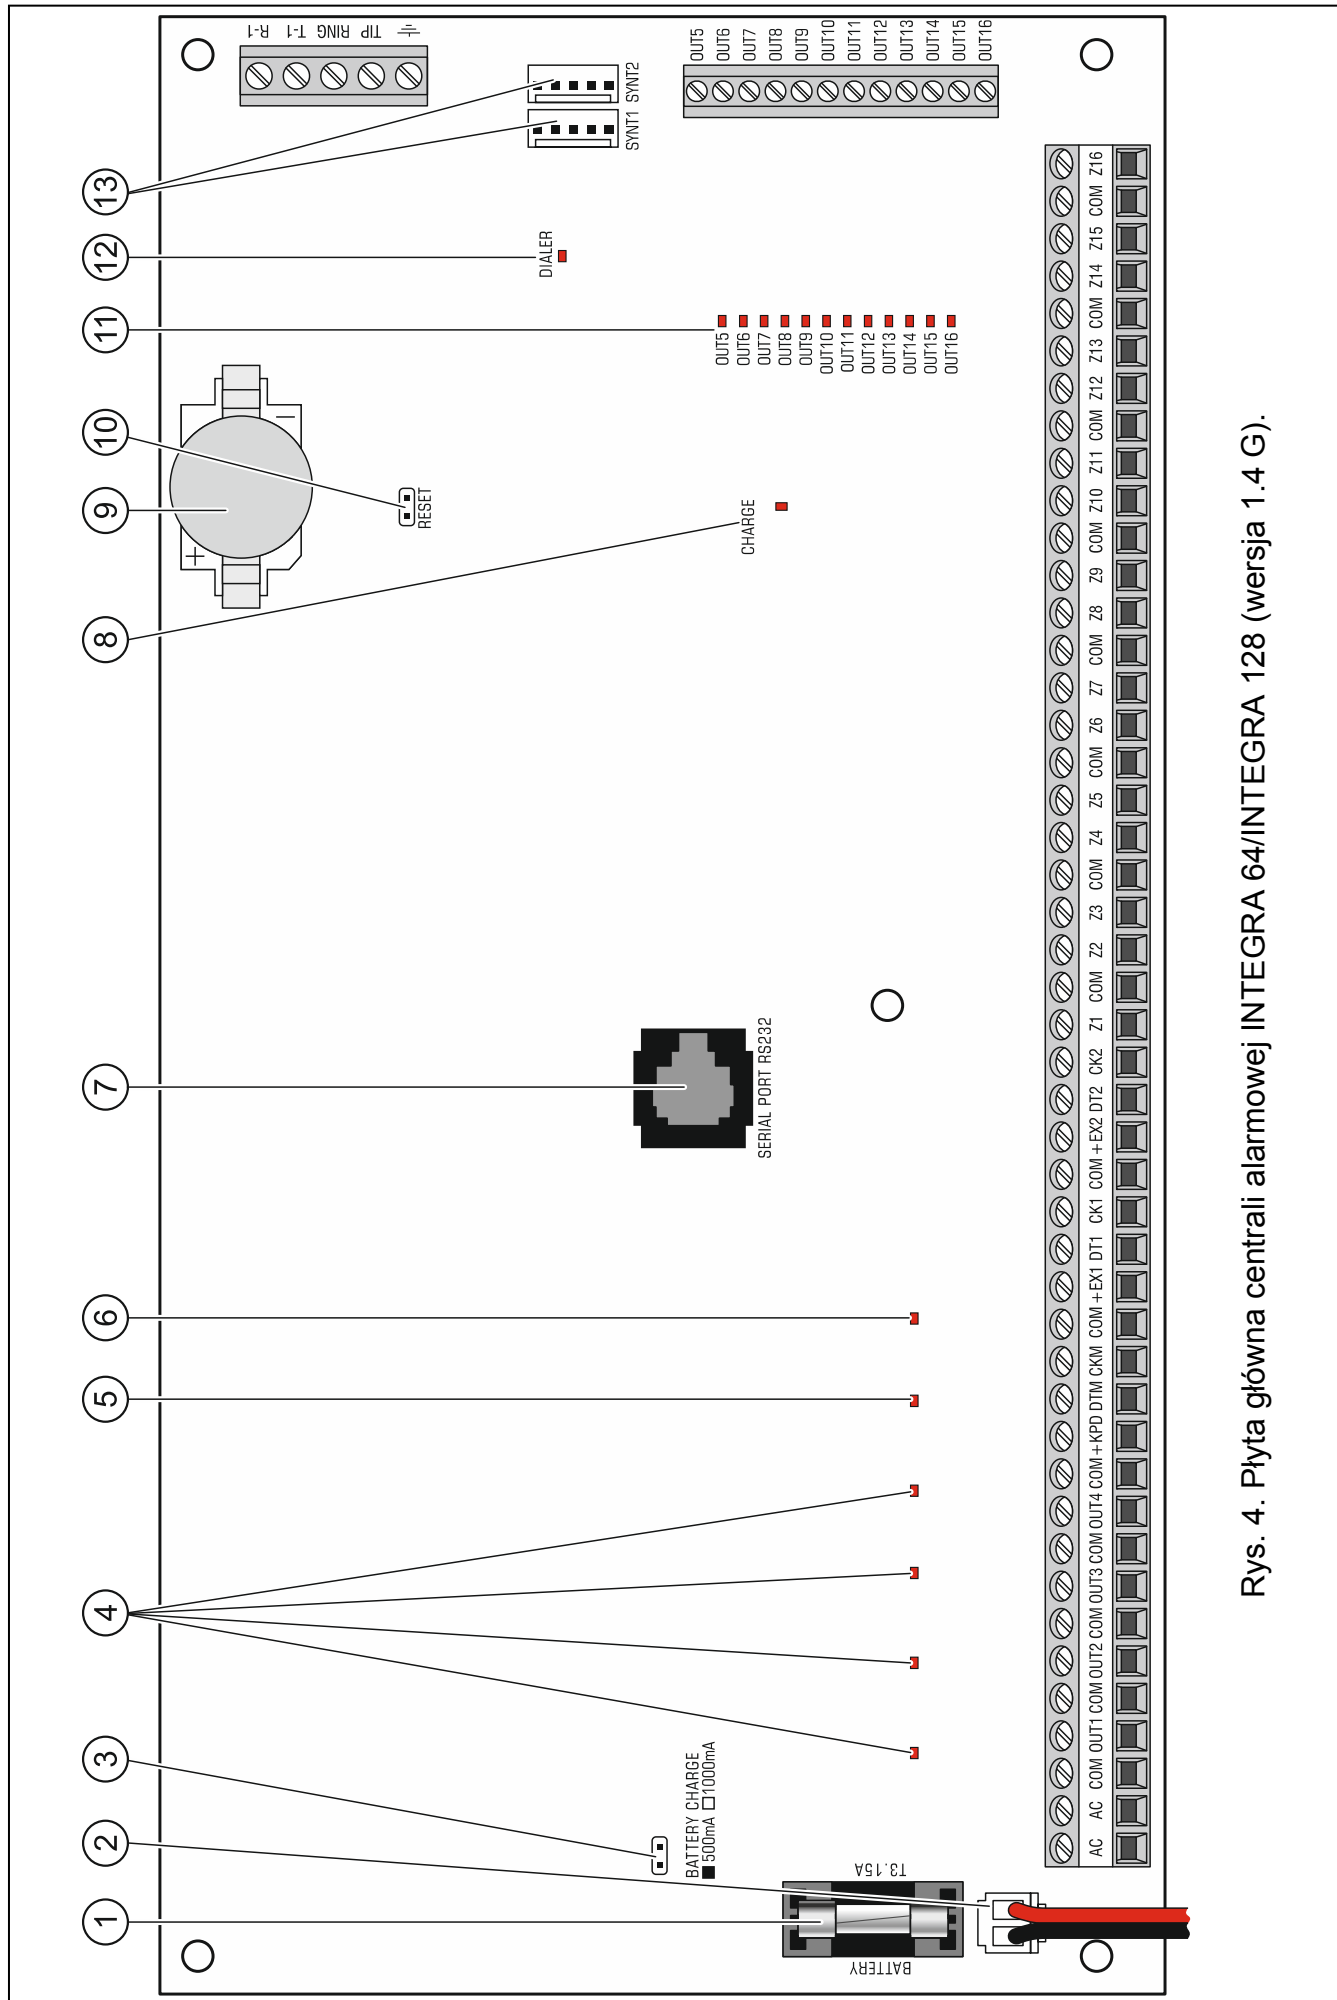 1 2 3 4 5 6 7 8 9 10 11 12 13
R-1
T-1
RING
TIP
+
−
RESET
DIALER
SYNT1 SYNT2
BATTERY CHARGE
500mA 1000mA
SERIAL PORT RS232
CHARGE
OUT5
OUT6
OUT7
OUT8
OUT9
OUT10
OUT11
OUT12
OUT13
OUT14
OUT15
OUT16
OUT5
OUT6
OUT7
OUT8
OUT9
OUT10
OUT11
OUT12
OUT13
OUT14
OUT15
OUT16
BATTERY
T3.15A
AC AC COM OUT1 COM OUT2 COM OUT3 COM OUT4 COM +KPD DTM CKM COM +EX1 DT1 CK1 COM +EX2 DT2 CK2 Z1 COM Z2 Z3 COM Z4 Z5 COM Z6 Z7 COM Z8 Z9 COM Z10 Z11 COM Z12 Z13 COM Z14 Z15 COM Z16
Rys. 4. Płyta główna centrali alarmowej INTEGRA 64/INTEGRA 128 (wersja 1.4 G).